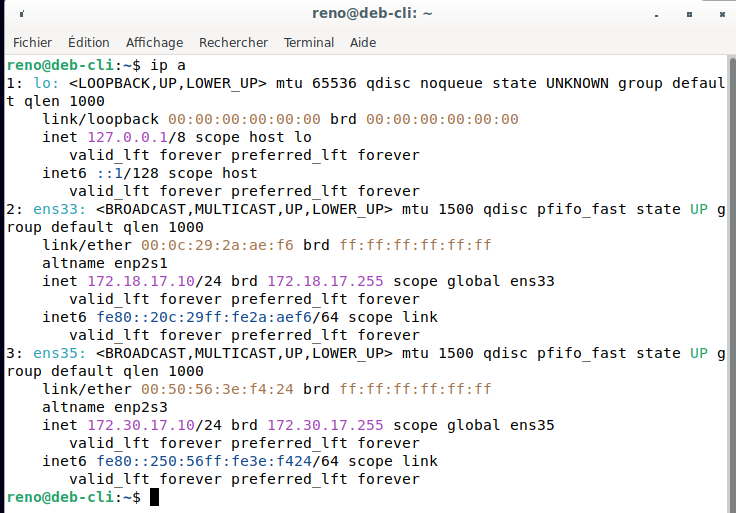 reno@deb-cli: ~
Fichier Édition Affichage Rechercher Terminal Aide
reno@deb-cli:~$ ip a
1: lo: <LOOPBACK,UP,LOWER_UP> mtu 65536 qdisc noqueue state UNKNOWN group defaul
t qlen 1000
    link/loopback 00:00:00:00:00:00 brd 00:00:00:00:00:00
    inet 127.0.0.1/8 scope host lo
       valid_lft forever preferred_lft forever
    inet6 ::1/128 scope host
       valid_lft forever preferred_lft forever
2: ens33: <BROADCAST,MULTICAST,UP,LOWER_UP> mtu 1500 qdisc pfifo_fast state UP g
roup default qlen 1000
    link/ether 00:0c:29:2a:ae:f6 brd ff:ff:ff:ff:ff:ff
    altname enp2s1
    inet 172.18.17.10/24 brd 172.18.17.255 scope global ens33
       valid_lft forever preferred_lft forever
    inet6 fe80::20c:29ff:fe2a:aef6/64 scope link
       valid_lft forever preferred_lft forever
3: ens35: <BROADCAST,MULTICAST,UP,LOWER_UP> mtu 1500 qdisc pfifo_fast state UP g
roup default qlen 1000
    link/ether 00:50:56:3e:f4:24 brd ff:ff:ff:ff:ff:ff
    altname enp2s3
    inet 172.30.17.10/24 brd 172.30.17.255 scope global ens35
       valid_lft forever preferred_lft forever
    inet6 fe80::250:56ff:fe3e:f424/64 scope link
       valid_lft forever preferred_lft forever
reno@deb-cli:~$